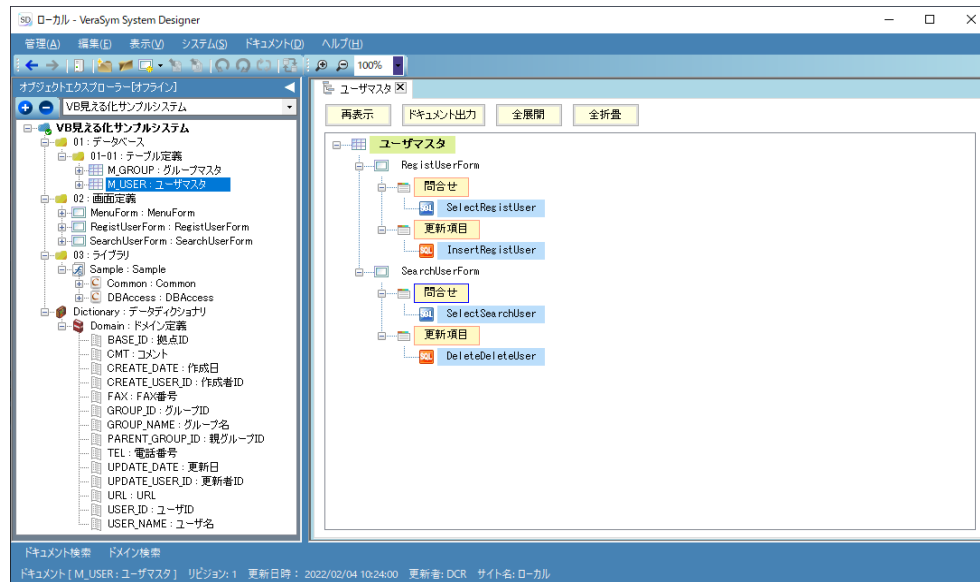 SD ローカル - VeraSym System Designer
管理(A) 編集(E) 表示(V) システム(S) ドキュメント(D) ヘルプ(H)
100%
オブジェクトエクスプローラー[オフライン]
VB見える化サンプルシステム
VB見える化サンプルシステム
01 : データベース
01-01 : テーブル定義
M_GROUP : グループマスタ
M_USER : ユーザマスタ
02 : 画面定義
MenuForm : MenuForm
RegistUserForm : RegistUserForm
SearchUserForm : SearchUserForm
03 : ライブラリ
Sample : Sample
Common : Common
DBAccess : DBAccess
Dictionary : データディクショナリ
Domain : ドメイン定義
BASE_ID : 拠点ID
CMT : コメント
CREATE_DATE : 作成日
CREATE_USER_ID : 作成者ID
FAX : FAX番号
GROUP_ID : グループID
GROUP_NAME : グループ名
PARENT_GROUP_ID : 親グループID
TEL : 電話番号
UPDATE_DATE : 更新日
UPDATE_USER_ID : 更新者ID
URL : URL
USER_ID : ユーザID
USER_NAME : ユーザ名
ユーザマスタ
再表示 ドキュメント出力 全展開 全折畳
ユーザマスタ
RegistUserForm
問合せ
SQL SelectRegistUser
更新項目
SQL InsertRegistUser
SearchUserForm
問合せ
SQL SelectSearchUser
更新項目
SQL DeleteDeleteUser
ドキュメント検索 ドメイン検索
ドキュメント [ M_USER : ユーザマスタ ] リビジョン: 1 更新日時 : 2022/02/04 10:24:00 更新者: DCR サイト名: ローカル